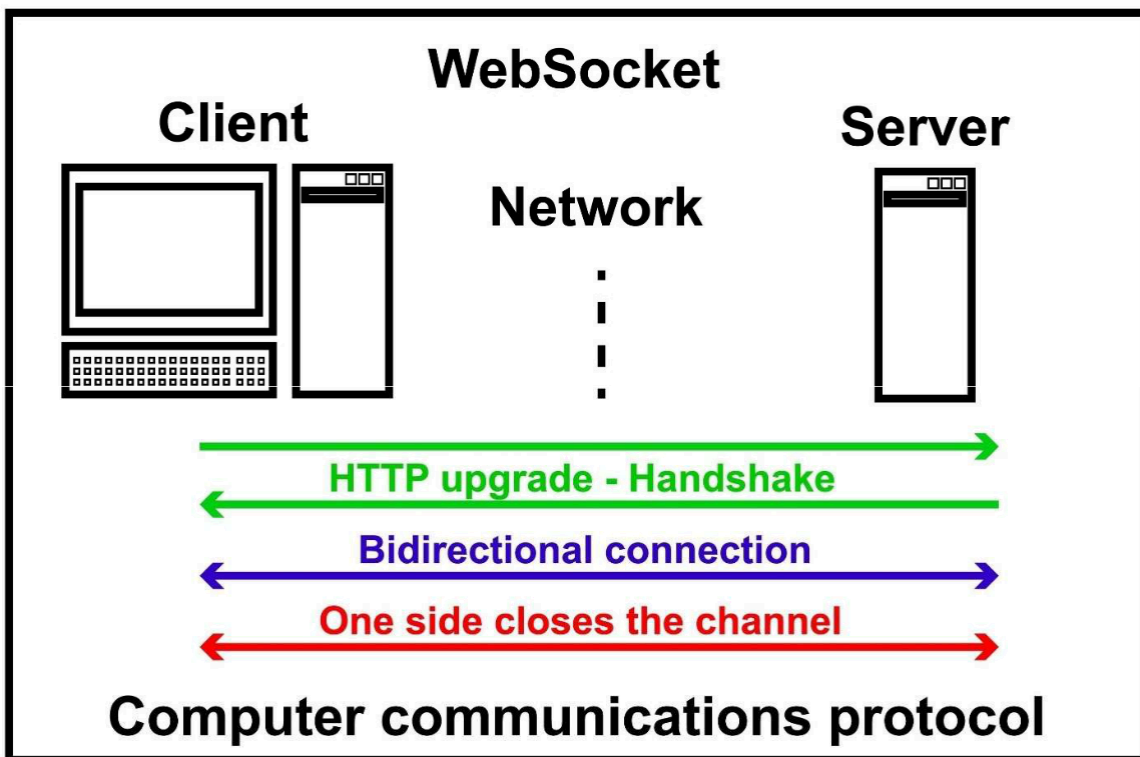 WebSocket
Client
Server
Network
HTTP upgrade - Handshake
Bidirectional connection
One side closes the channel
Computer communications protocol